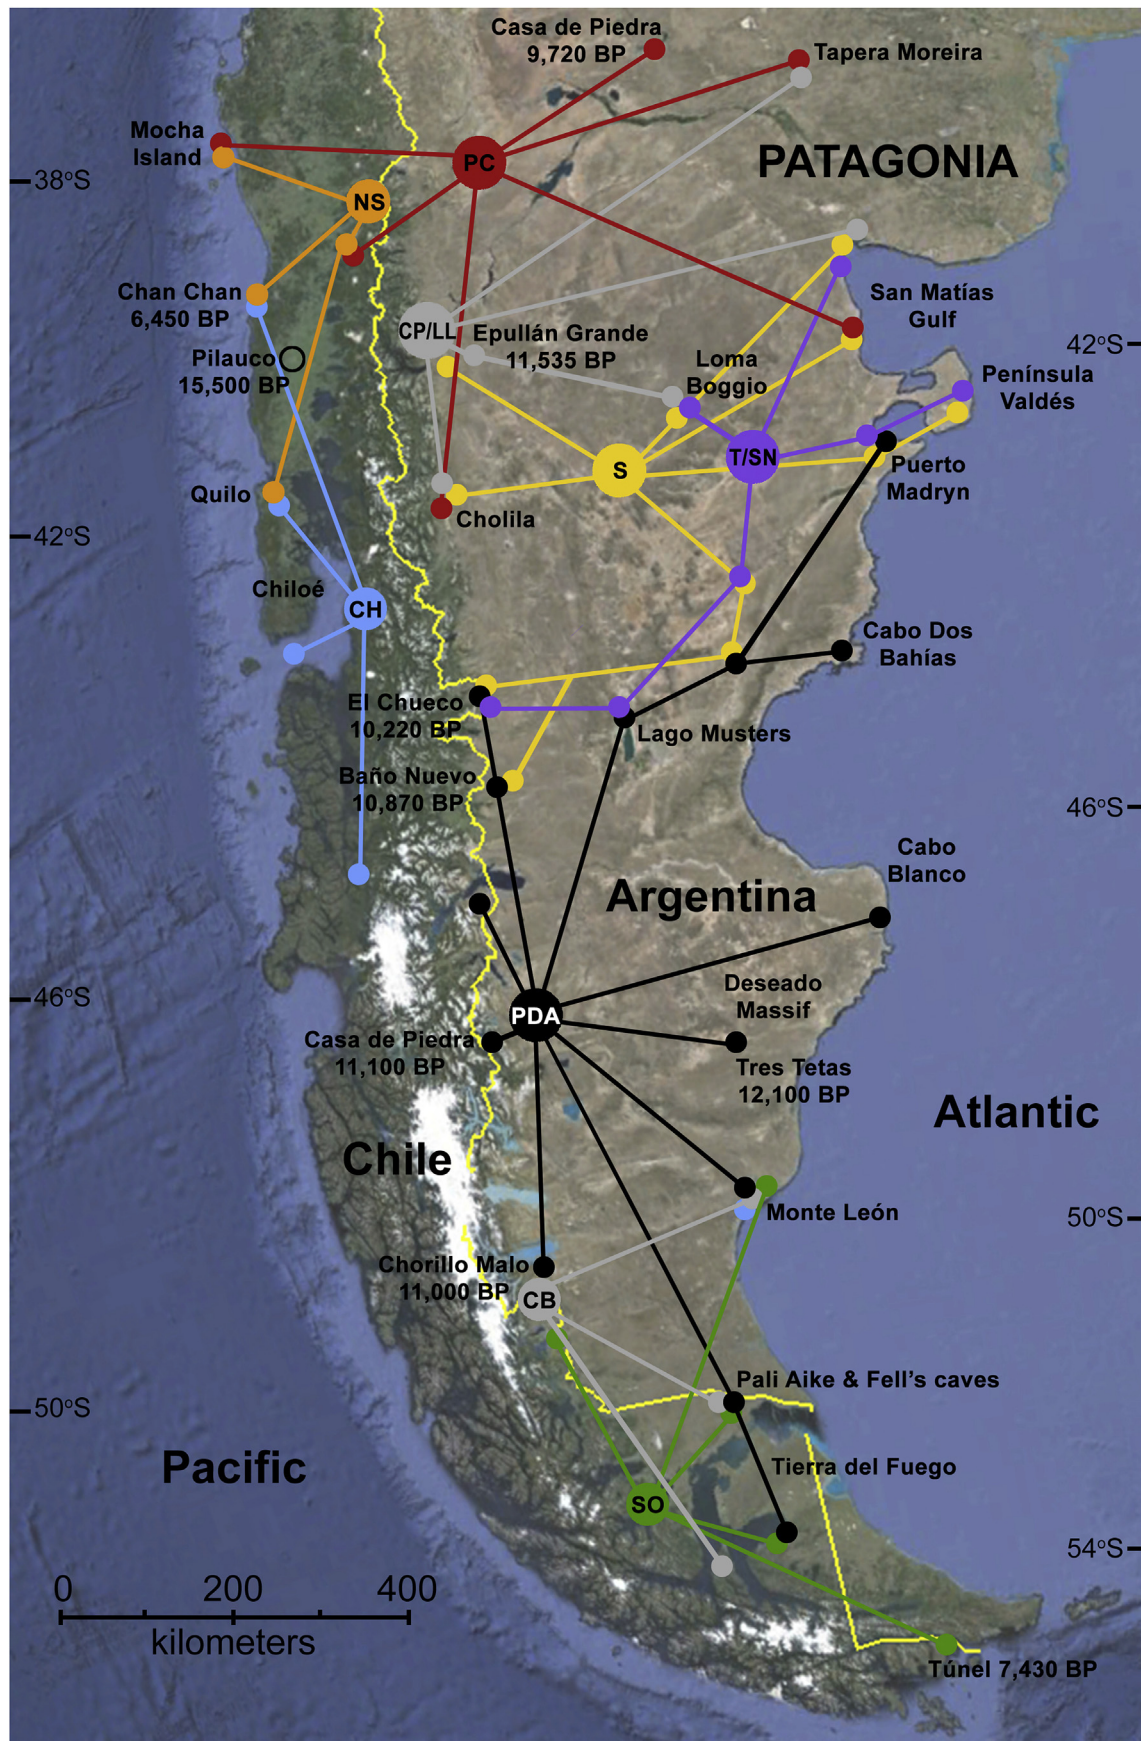 Casa de Piedra
9,720 BP
Tapera Moreira
Mocha
Island
PC
PATAGONIA
38°S
NS
Chan Chan
6,450 BP
San Matías
Gulf
CP/LL
Epullán Grande
11,535 BP
42°S
Pilauco
15,500 BP
Loma
Boggio
Península
Valdés
S
T/SN
Puerto
Madryn
Quilo
Cholila
42°S
Chiloé
CH
Cabo Dos
Bahías
El Chueco
10,220 BP
Lago Musters
Baño Nuevo
10,870 BP
46°S
Cabo
Blanco
Argentina
46°S
Deseado
Massif
PDA
Casa de Piedra
11,100 BP
Tres Tetas
12,100 BP
Atlantic
Chile
Monte León
50°S
Chorillo Malo
11,000 BP
CB
Pali Aike & Fell's caves
50°S
Pacific
Tierra del Fuego
SO
54°S
0 200 400
kilometers
Túnel 7,430 BP